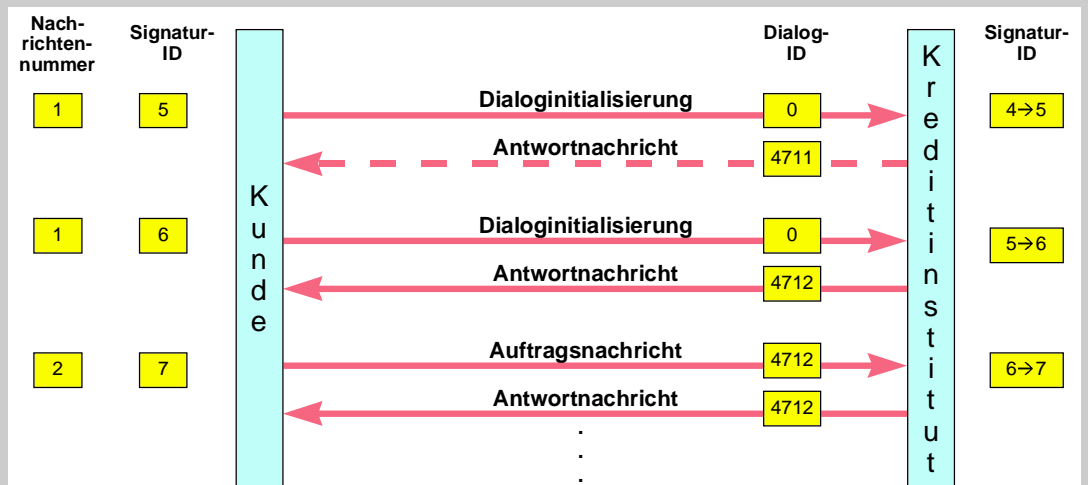 Nach-
richten-
nummer
Signatur-
ID
Dialog-
ID
Signatur-
ID
Kunde
Kreditinstitut
1 5 Dialoginitialisierung 0 4→5
Antwortnachricht 4711
1 6 Dialoginitialisierung 0 5→6
Antwortnachricht 4712
2 7 Auftragsnachricht 4712 6→7
Antwortnachricht 4712
.
.
.